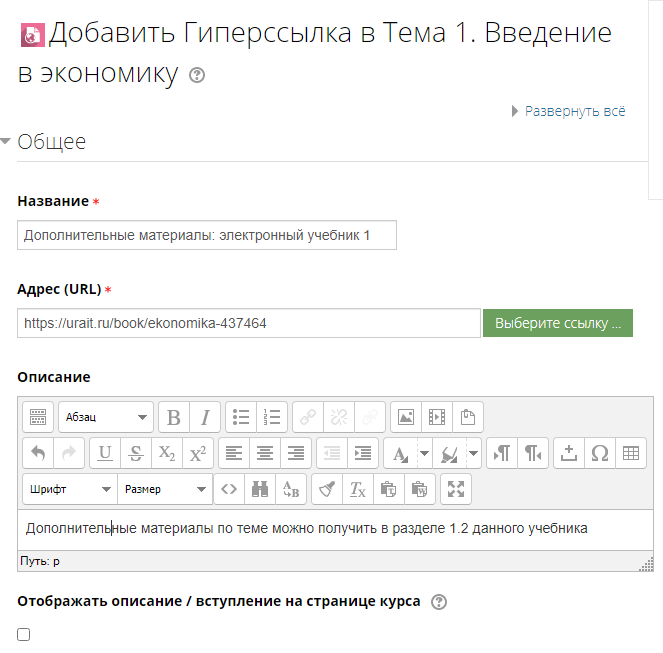 Добавить Гиперссылка в Тема 1. Введение
в экономику
Развернуть всё
Общее
Название *
Дополнительные материалы: электронный учебник 1
Адрес (URL) *
https://urait.ru/book/ekonomika-437464
Выберите ссылку ...
Описание
Абзац
Шрифт
Размер
Дополнительные материалы по теме можно получить в разделе 1.2 данного учебника
Путь: p
Отображать описание / вступление на странице курса